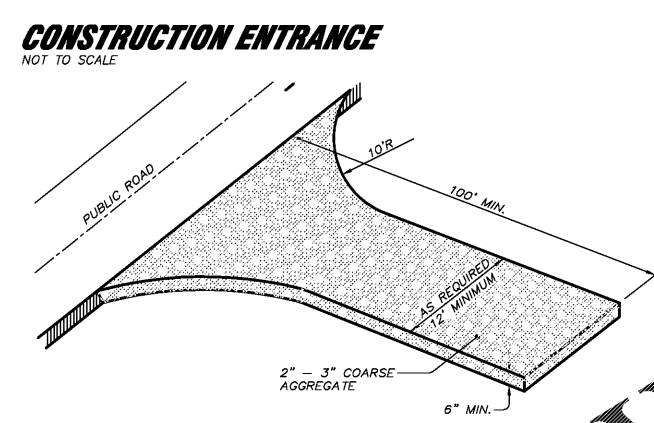 CONSTRUCTION ENTRANCE
NOT TO SCALE
PUBLIC ROAD
10'R
100' MIN.
AS REQUIRED
12' MINIMUM
2" – 3" COARSE
AGGREGATE
6" MIN.